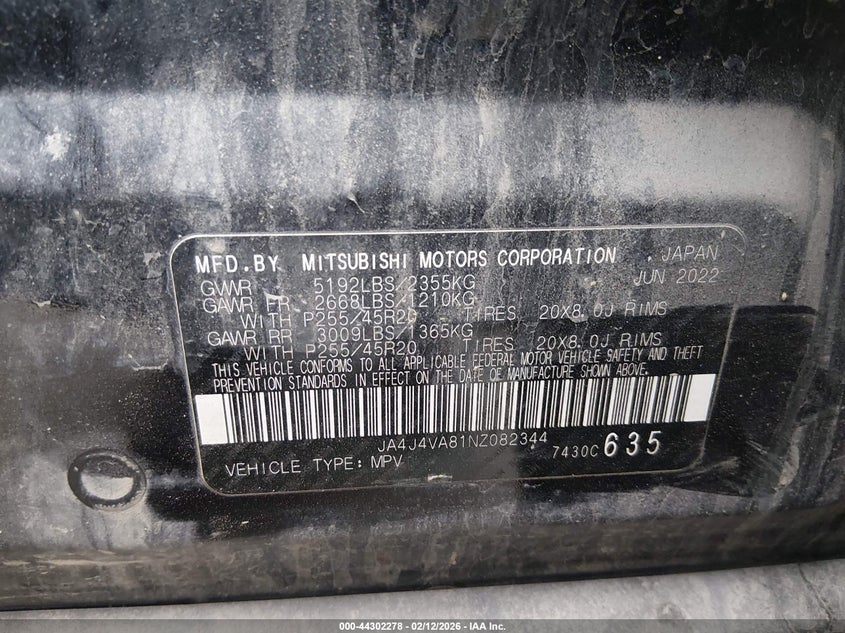 MFD.BY MITSUBISHI MOTORS CORPORATION JAPAN
GVWR 5192LBS/2355KG JUN 2022
GAWR FR 2668LBS/1210KG
WITH P255/45R20 TIRES 20X8.0J RIMS
GAWR RR 3009LBS/1365KG
WITH P255/45R20 TIRES 20X8.0J RIMS
THIS VEHICLE CONFORMS TO ALL APPLICABLE FEDERAL MOTOR VEHICLE SAFETY AND THEFT
PREVENTION STANDARDS IN EFFECT ON THE DATE OF MANUFACTURE SHOWN ABOVE.
JA4J4VA81NZ082344
VEHICLE TYPE: MPV 7430C 635
000-44302278 - 02/12/2026 - IAA Inc.